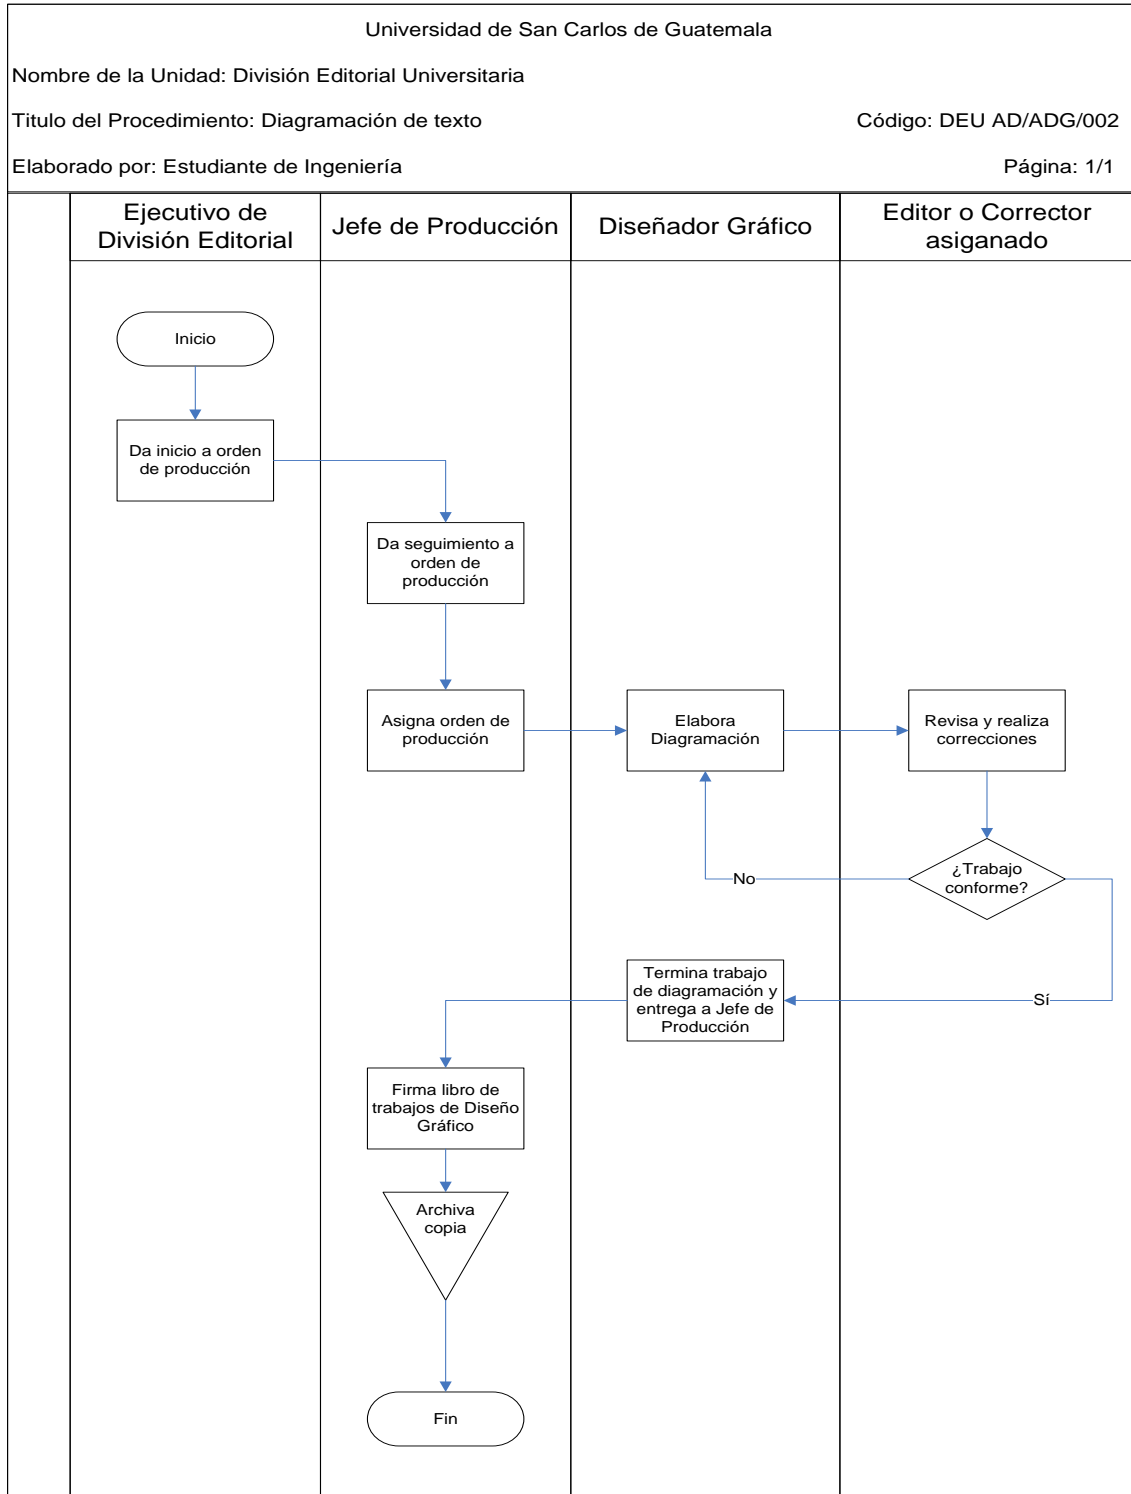 Universidad de San Carlos de Guatemala
Nombre de la Unidad: División Editorial Universitaria
Titulo del Procedimiento: Diagramación de texto
Código: DEU AD/ADG/002
Elaborado por: Estudiante de Ingeniería
Página: 1/1
Ejecutivo de
División Editorial
Jefe de Producción
Diseñador Gráfico
Editor o Corrector
asiganado
Inicio
Da inicio a orden
de producción
Da seguimiento a
orden de
producción
Asigna orden de
producción
Elabora
Diagramación
Revisa y realiza
correcciones
¿Trabajo
conforme?
No
Sí
Termina trabajo
de diagramación y
entrega a Jefe de
Producción
Firma libro de
trabajos de Diseño
Gráfico
Archiva
copia
Fin